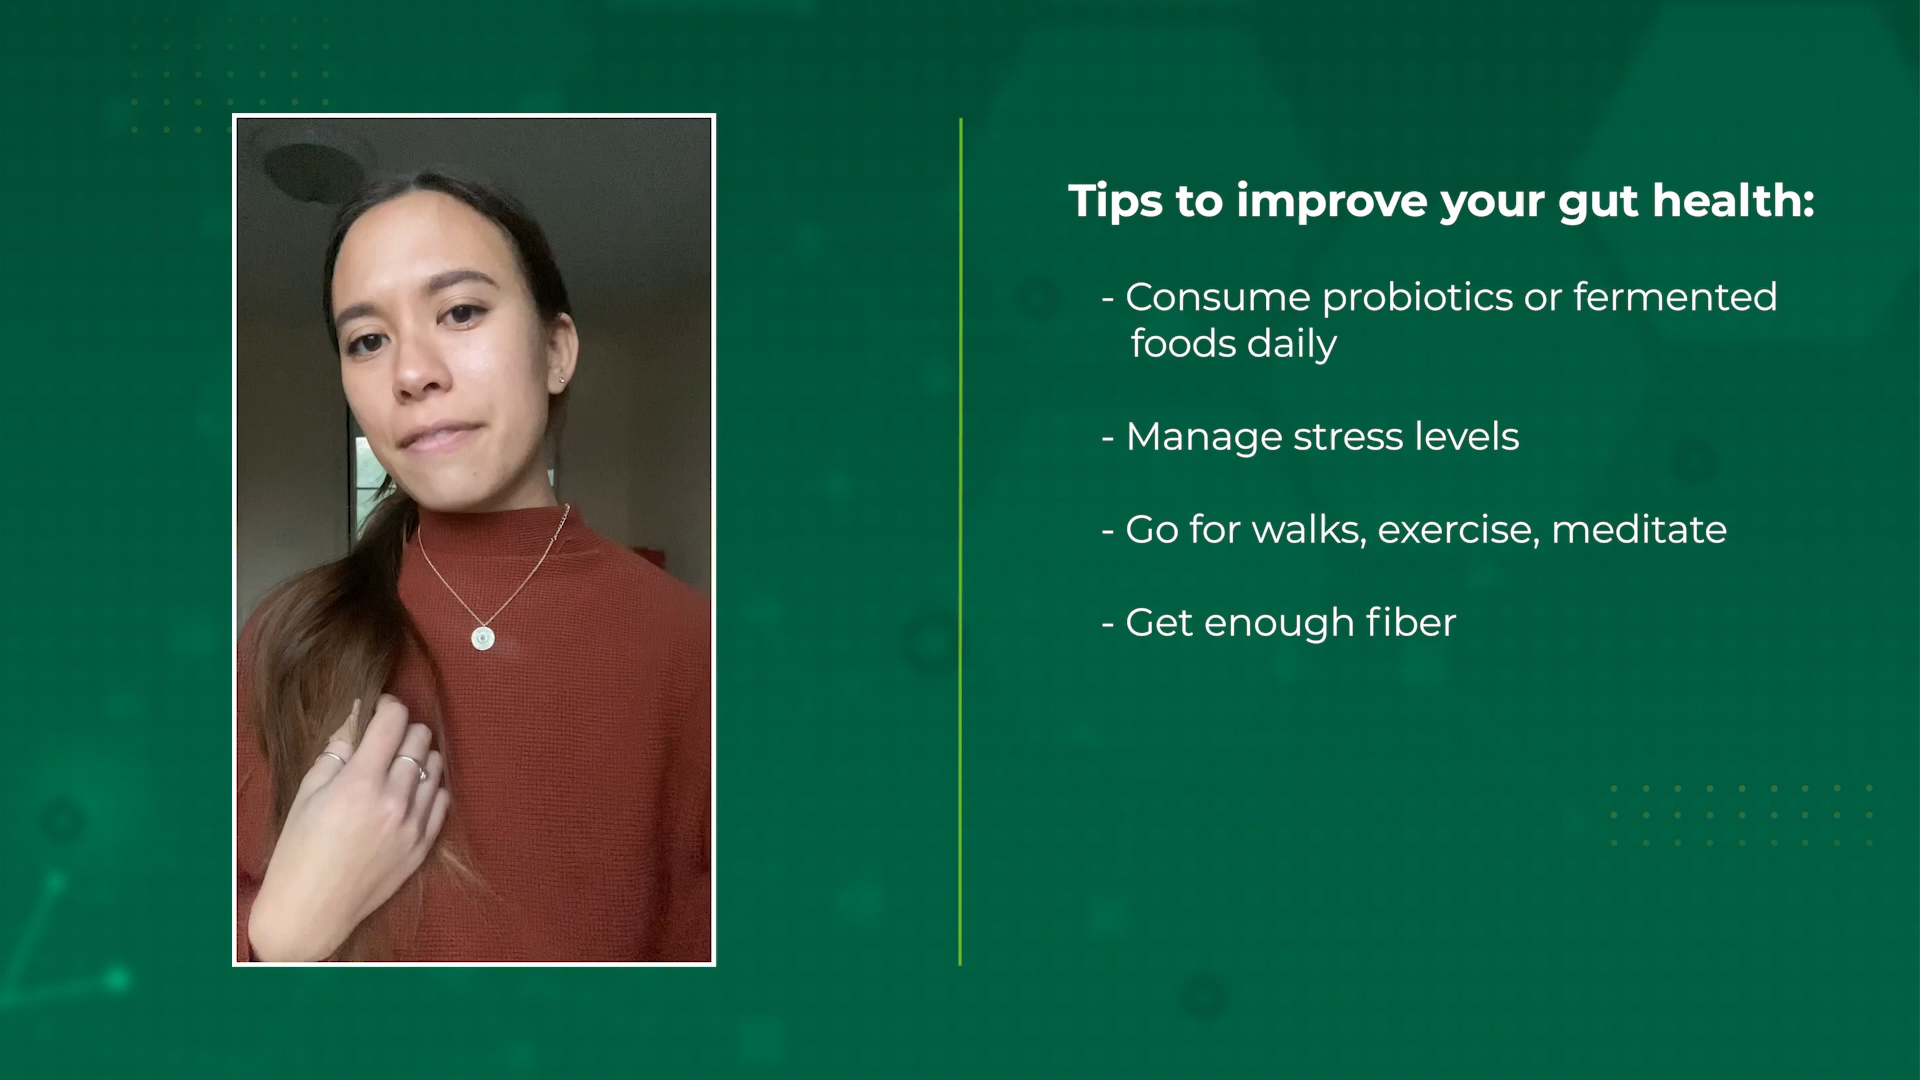 Tips to improve your gut health:
- Consume probiotics or fermented
foods daily
- Manage stress levels
- Go for walks, exercise, meditate
- Get enough fiber